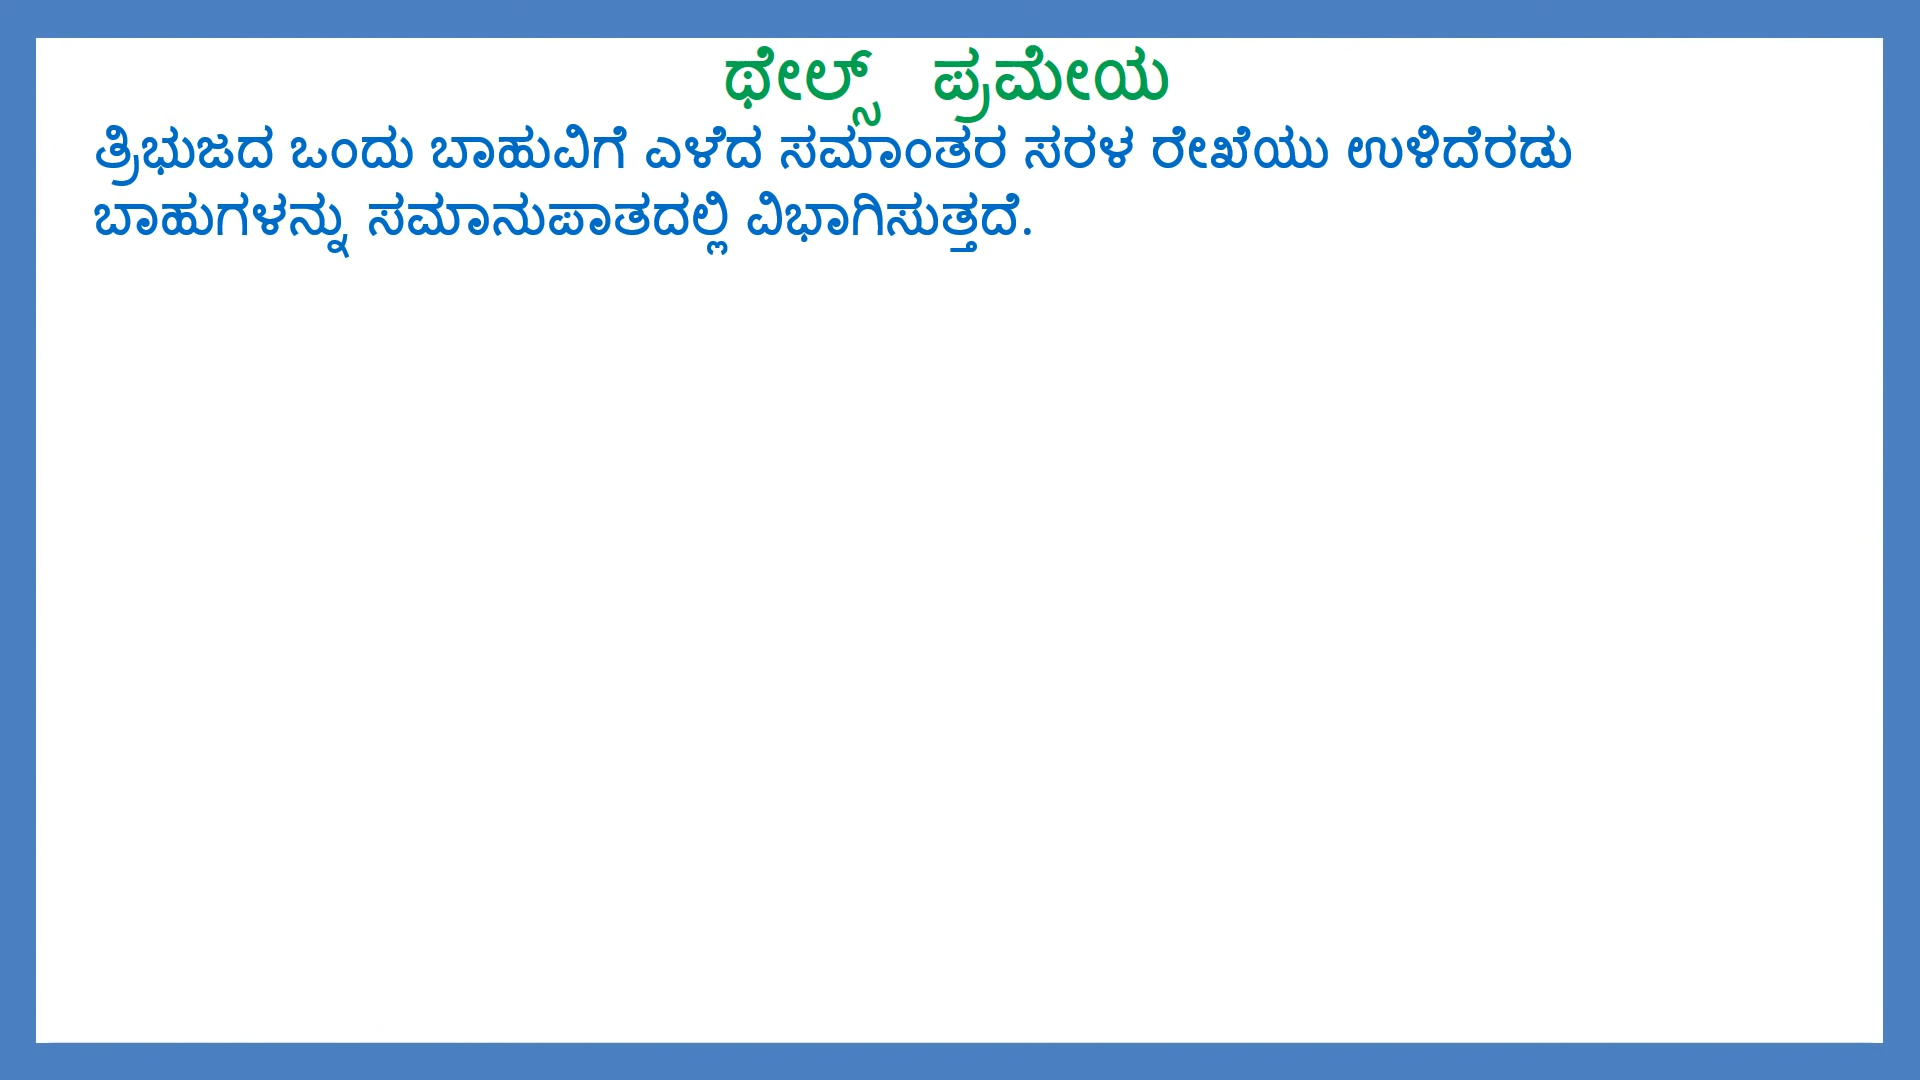 ಥೇಲ್ಸ್ ಪ್ರಮೇಯ
ತ್ರಿಭುಜದ ಒಂದು ಬಾಹುವಿಗೆ ಎಳೆದ ಸಮಾಂತರ ಸರಳ ರೇಖೆಯು ಉಳಿದೆರಡು
ಬಾಹುಗಳನ್ನು ಸಮಾನುಪಾತದಲ್ಲಿ ವಿಭಾಗಿಸುತ್ತದೆ.